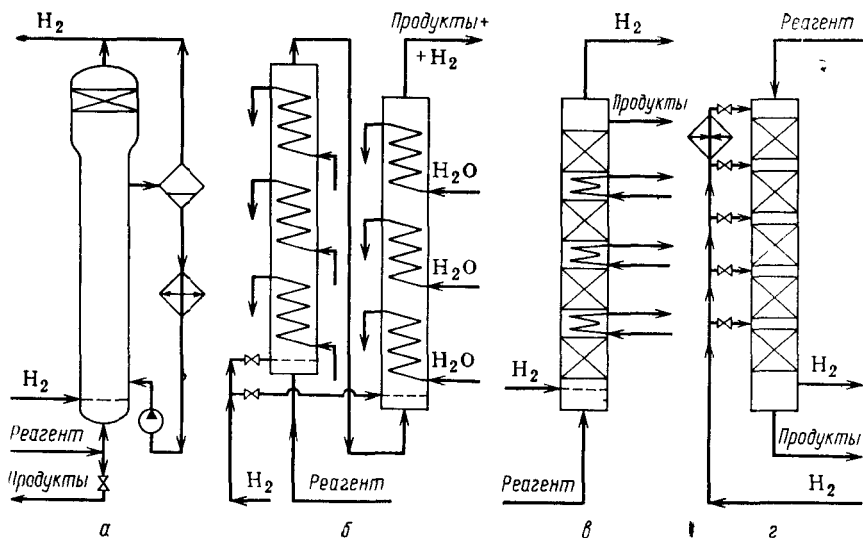 H₂
H₂
Реагент
Продукты
а
Продукты+
+H₂
H₂O
H₂O
H₂O
H₂
Реагент
б
H₂
Продукты
H₂
Реагент
в
Реагент
H₂
Продукты
H₂
г